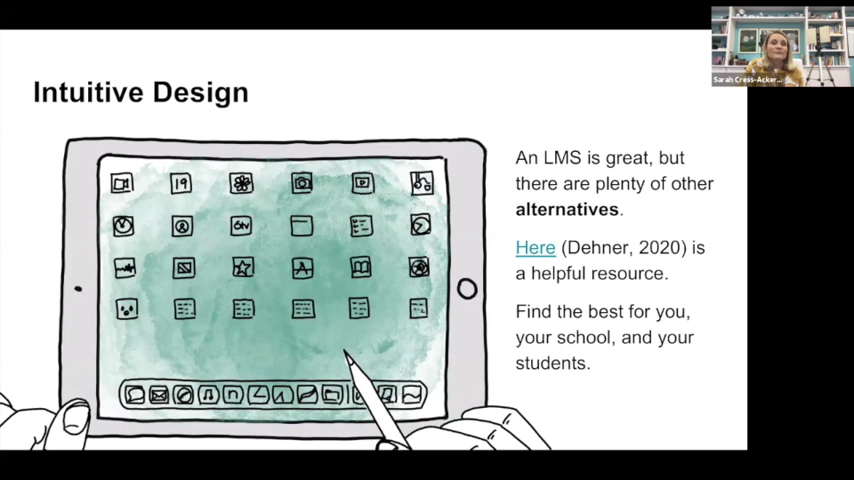 Sarah Cress-Acker...
Intuitive Design
19
tv
An LMS is great, but
there are plenty of other
alternatives.
Here (Dehner, 2020) is
a helpful resource.
Find the best for you,
your school, and your
students.